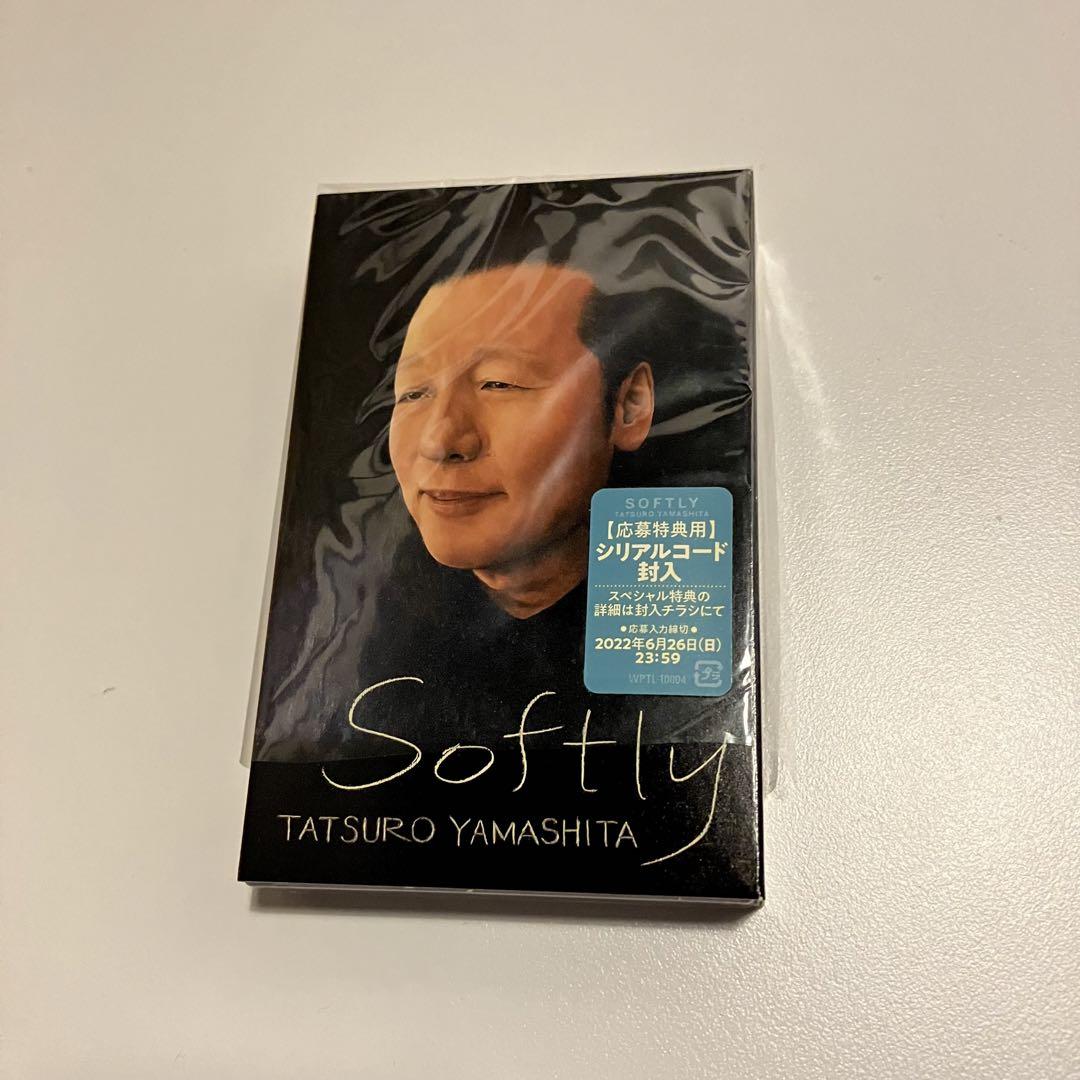 SOFTLY
TATSURO YAMASHITA
【応募特典用】
シリアルコード
封入
スペシャル特典の
詳細は封入チラシにて
●応募入力締切●
2022年6月26日(日)
23:59
プラ
WPTL-10004
Softly
TATSURO YAMASHITA